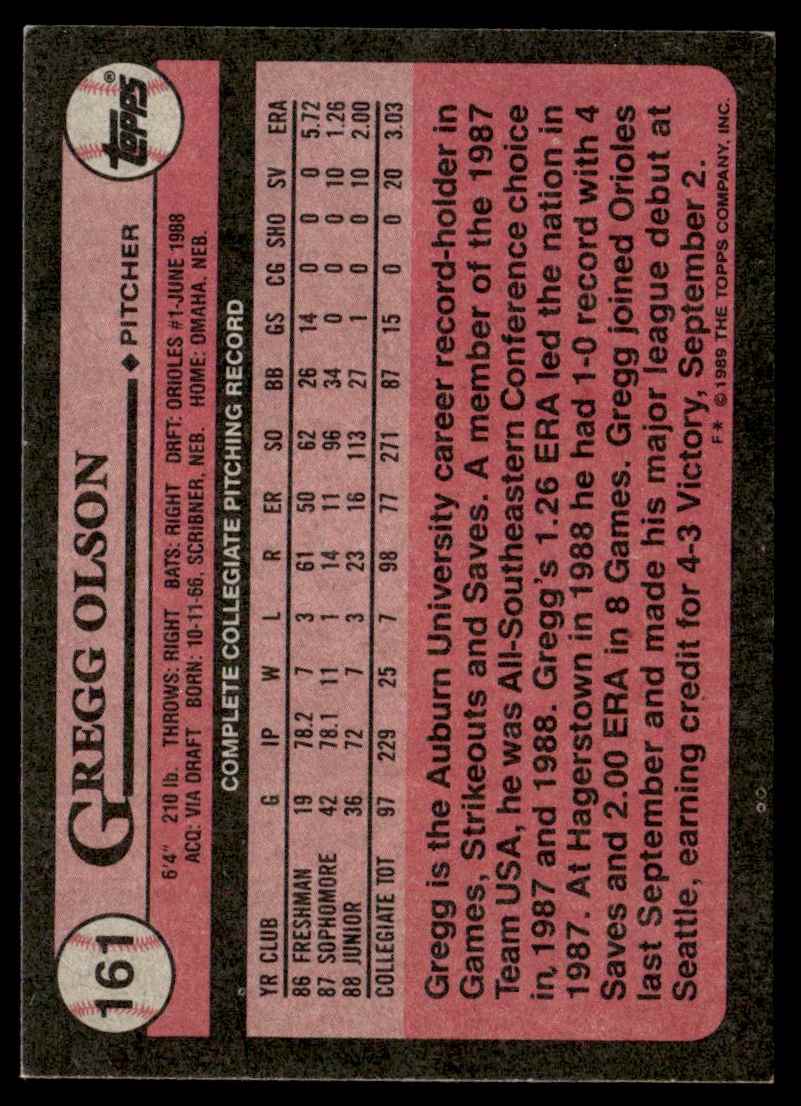 161
GREGG OLSON
◆ PITCHER
TOPPS®
6'4" 210 lb. THROWS: RIGHT BATS: RIGHT DRFT: ORIOLES #1-JUNE 1988
ACQ: VIA DRAFT BORN: 10-11-66, SCRIBNER, NEB. HOME: OMAHA, NEB.
COMPLETE COLLEGIATE PITCHING RECORD
YR CLUB G IP W L R ER SO BB GS CG SHO SV ERA
86 FRESHMAN 19 78.2 7 3 61 50 62 26 14 0 0 0 5.72
87 SOPHOMORE 42 78.1 11 1 14 11 96 34 0 0 0 10 1.26
88 JUNIOR 36 72 7 3 23 16 113 27 1 0 0 10 2.00
COLLEGIATE TOT 97 229 25 7 98 77 271 87 15 0 0 20 3.03
Gregg is the Auburn University career record-holder in
Games, Strikeouts and Saves. A member of the 1987
Team USA, he was All-Southeastern Conference choice
in 1987 and 1988. Gregg's 1.26 ERA led the nation in
1987. At Hagerstown in 1988 he had 1-0 record with 4
Saves and 2.00 ERA in 8 Games. Gregg joined Orioles
last September and made his major league debut at
Seattle, earning credit for 4-3 Victory, September 2.
F* ©1989 THE TOPPS COMPANY, INC.